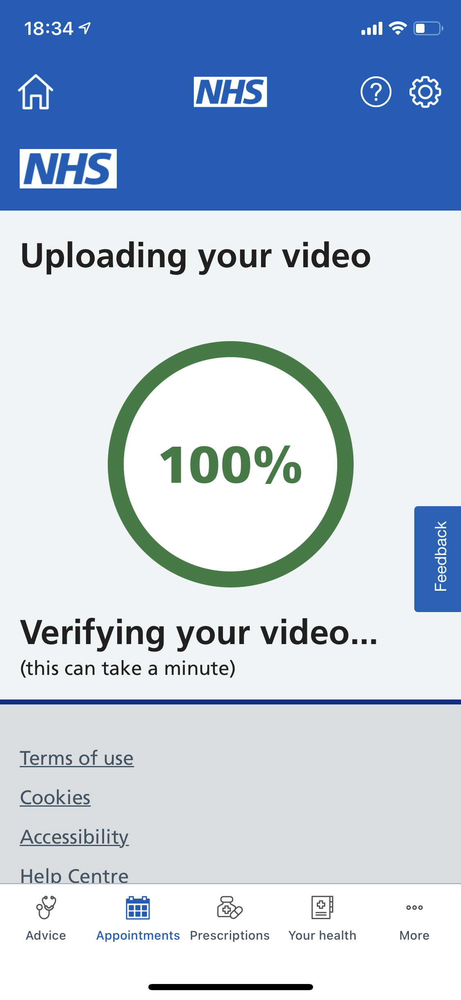 18:34
NHS
?
NHS
Uploading your video
100%
Feedback
Verifying your video...
(this can take a minute)
Terms of use
Cookies
Accessibility
Help Centre
Advice
Appointments
Prescriptions
Your health
More